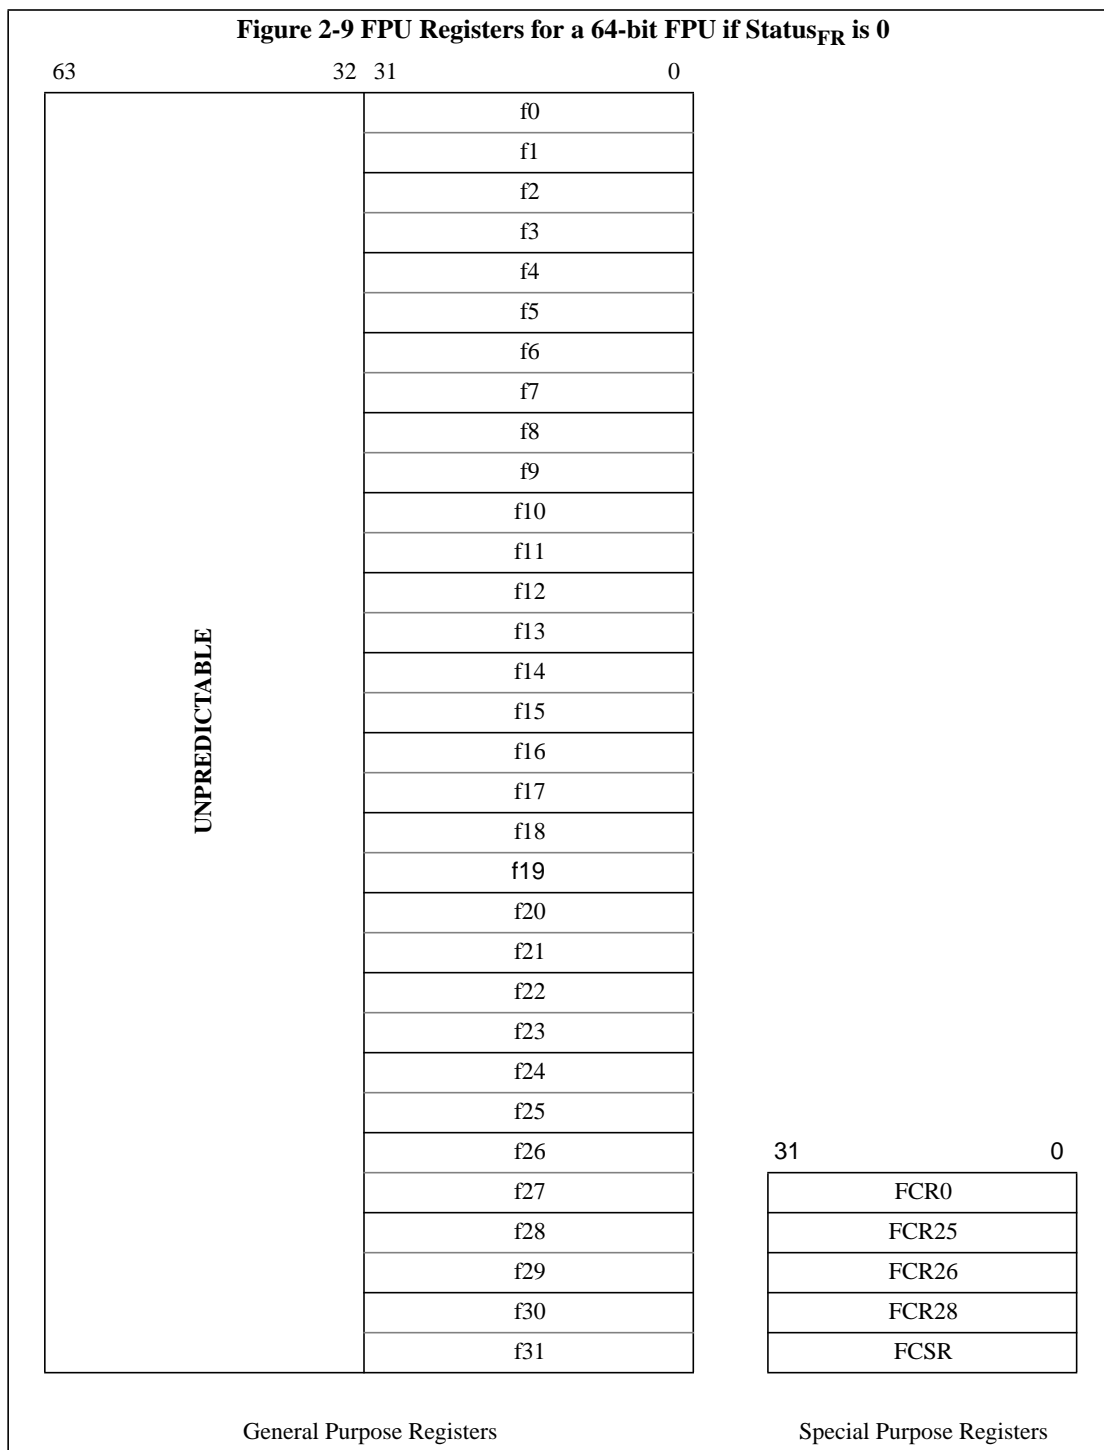 Figure 2-9 FPU Registers for a 64-bit FPU if StatusFR is 0
63 32 31 0
f0
f1
f2
f3
f4
f5
f6
f7
f8
f9
f10
f11
f12
f13
f14
f15
f16
f17
f18
f19
f20
f21
f22
f23
f24
f25
f26
f27
f28
f29
f30
f31
UNPREDICTABLE
31 0
FCR0
FCR25
FCR26
FCR28
FCSR
General Purpose Registers
Special Purpose Registers